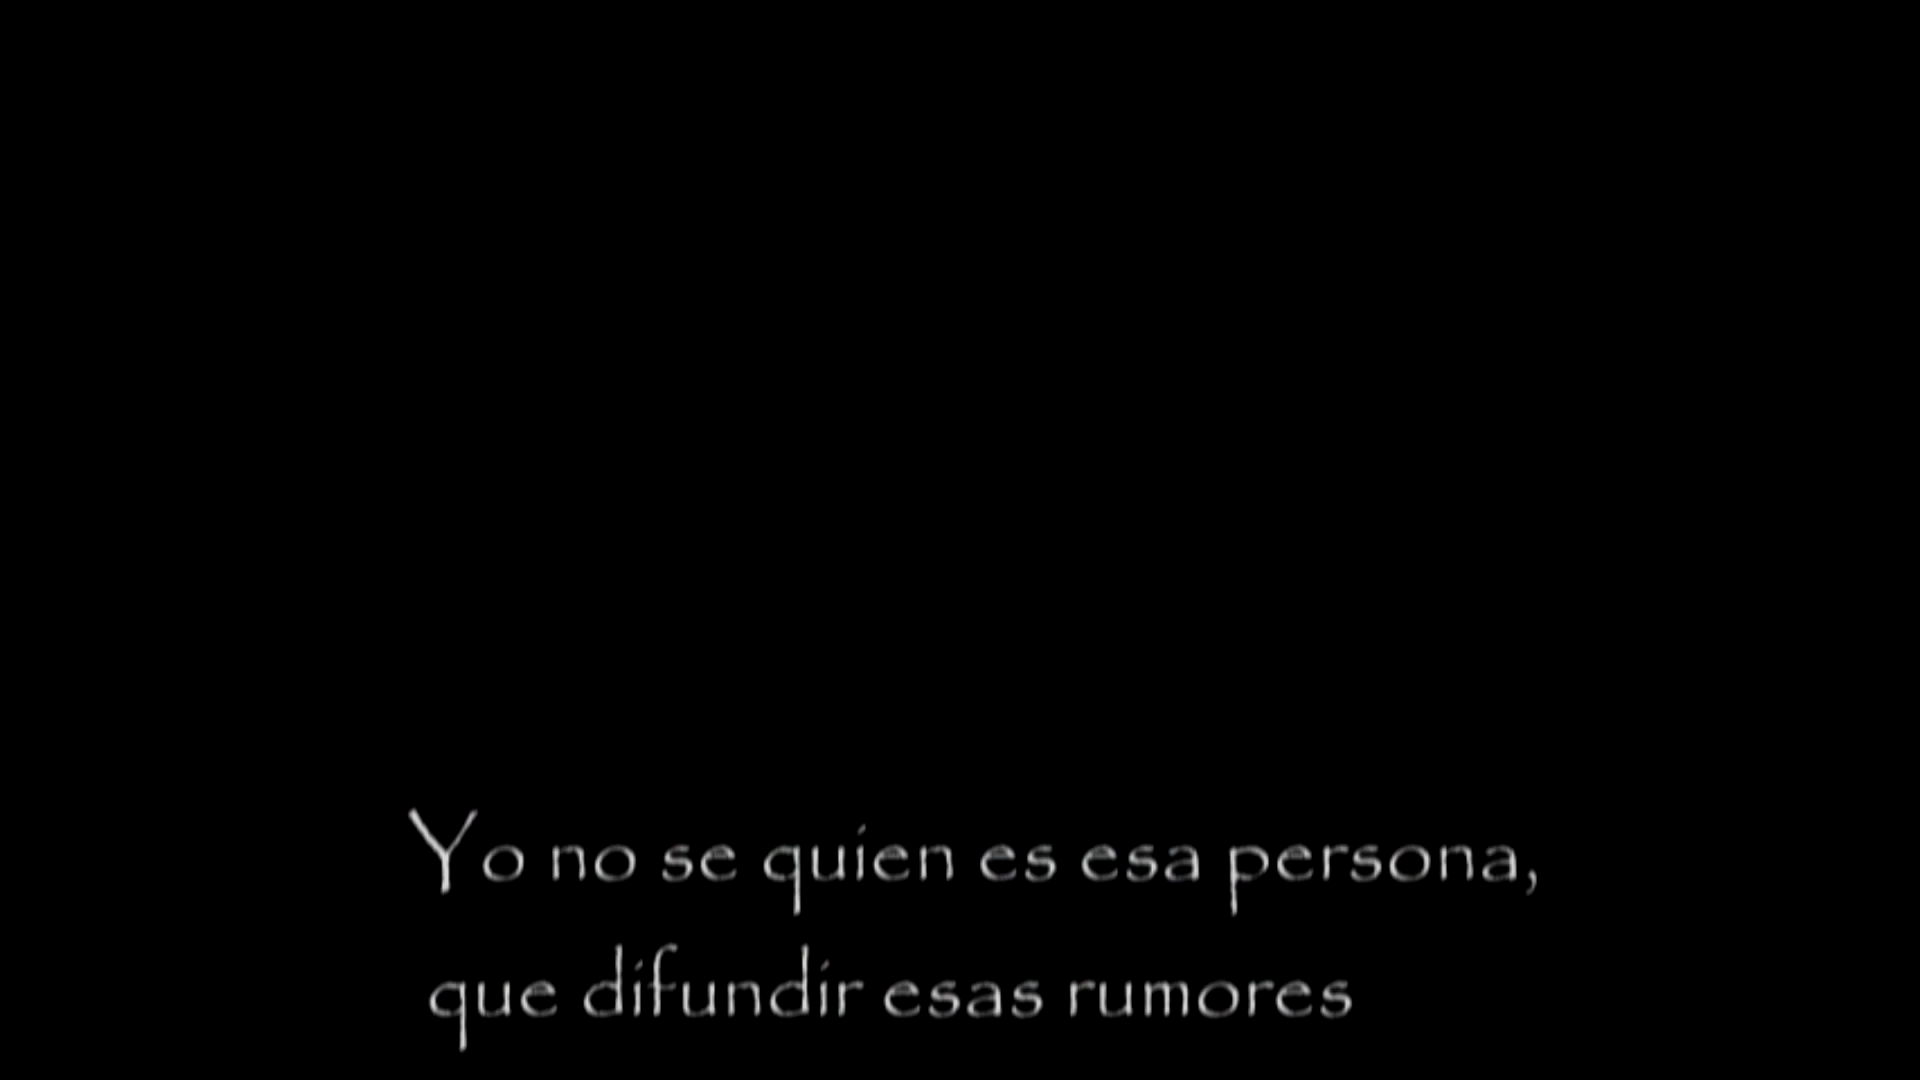 Yo no se quien es esa persona,
que difundir esas rumores